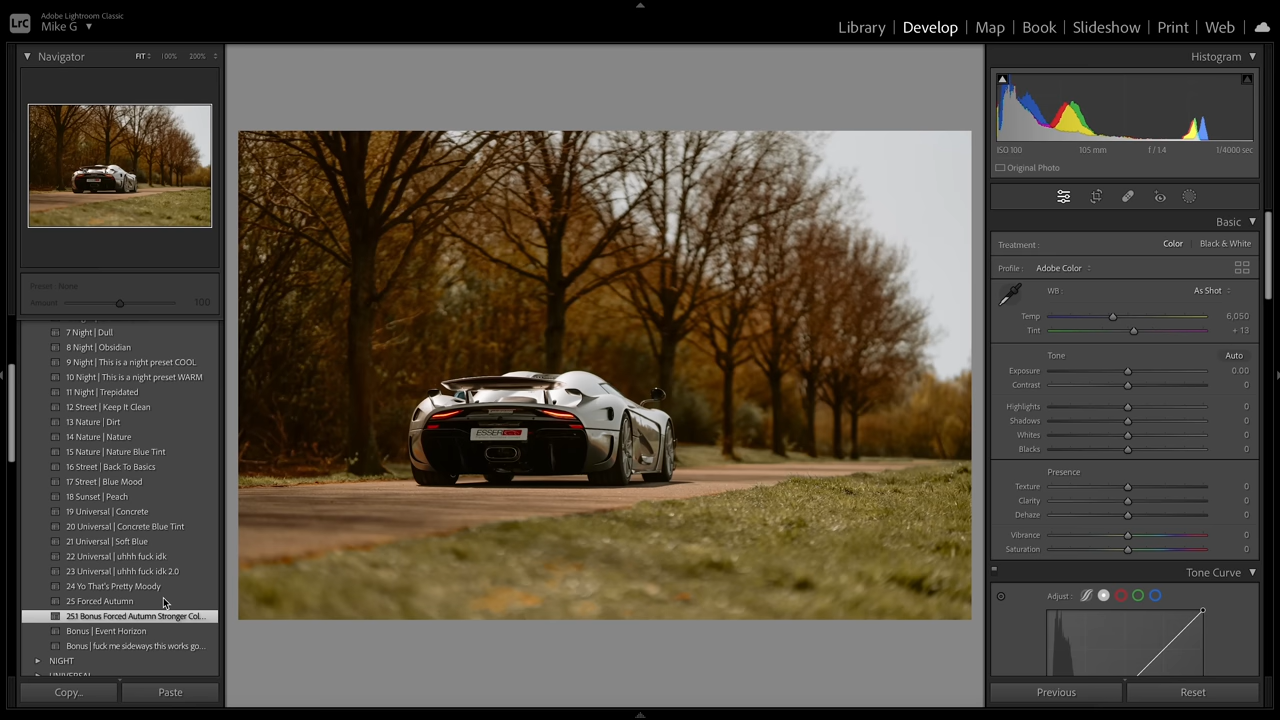 LrC
Adobe Lightroom Classic
Mike G
Library | Develop | Map | Book | Slideshow | Print | Web
Navigator FIT 100% 200%
Preset: None
Amount 100
7 Night | Dull
8 Night | Obsidian
9 Night | This is a night preset COOL
10 Night | This is a night preset WARM
11 Night | Trepidated
12 Street | Keep It Clean
13 Nature | Dirt
14 Nature | Nature
15 Nature | Nature Blue Tint
16 Street | Back To Basics
17 Street | Blue Mood
18 Sunset | Peach
19 Universal | Concrete
20 Universal | Concrete Blue Tint
21 Universal | Soft Blue
22 Universal | uhhh fuck idk
23 Universal | uhhh fuck idk 2.0
24 Yo That's Pretty Moody
25 Forced Autumn
25.1 Bonus Forced Autumn Stronger Col...
Bonus | Event Horizon
Bonus | fuck me sideways this works go...
NIGHT
UNIVERSAL
Copy... Paste
Histogram
ISO 100 105 mm f / 1.4 1/4000 sec
Original Photo
Basic
Treatment : Color | Black & White
Profile : Adobe Color
WB : As Shot
Temp 6,050
Tint + 13
Tone Auto
Exposure 0.00
Contrast 0
Highlights 0
Shadows 0
Whites 0
Blacks 0
Presence
Texture 0
Clarity 0
Dehaze 0
Vibrance 0
Saturation 0
Tone Curve
Adjust :
Previous Reset